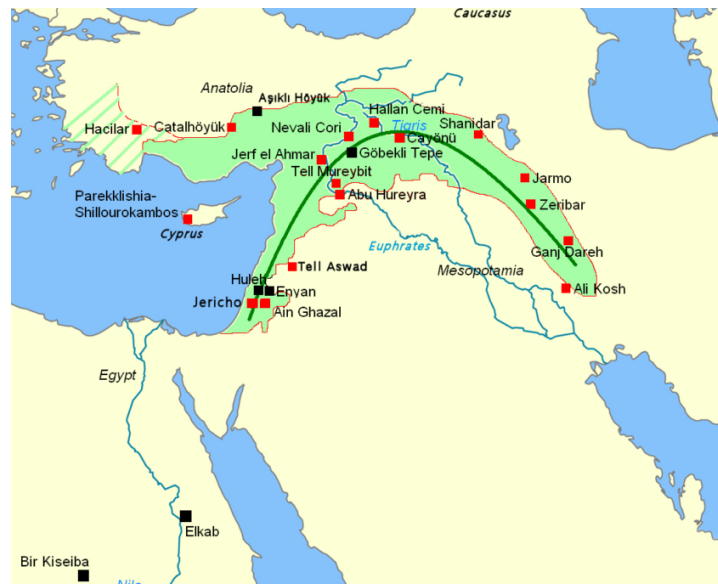 Caucasus
Anatolia
Aşıklı Höyük
Hallan Cemi
Hacilar
Catalhöyük
Nevali Cori
Tigris
Shanidar
Cayönü
Jerf el Ahmar
Göbekli Tepe
Tell Mureybit
Jarmo
Parekklishia-
Shillourokambos
Abu Hureyra
Zeribar
Cyprus
Euphrates
Ganj Dareh
Tell Aswad
Mesopotamia
Huleh
Enyan
Ali Kosh
Jericho
Ain Ghazal
Egypt
Elkab
Bir Kiseiba
Nile